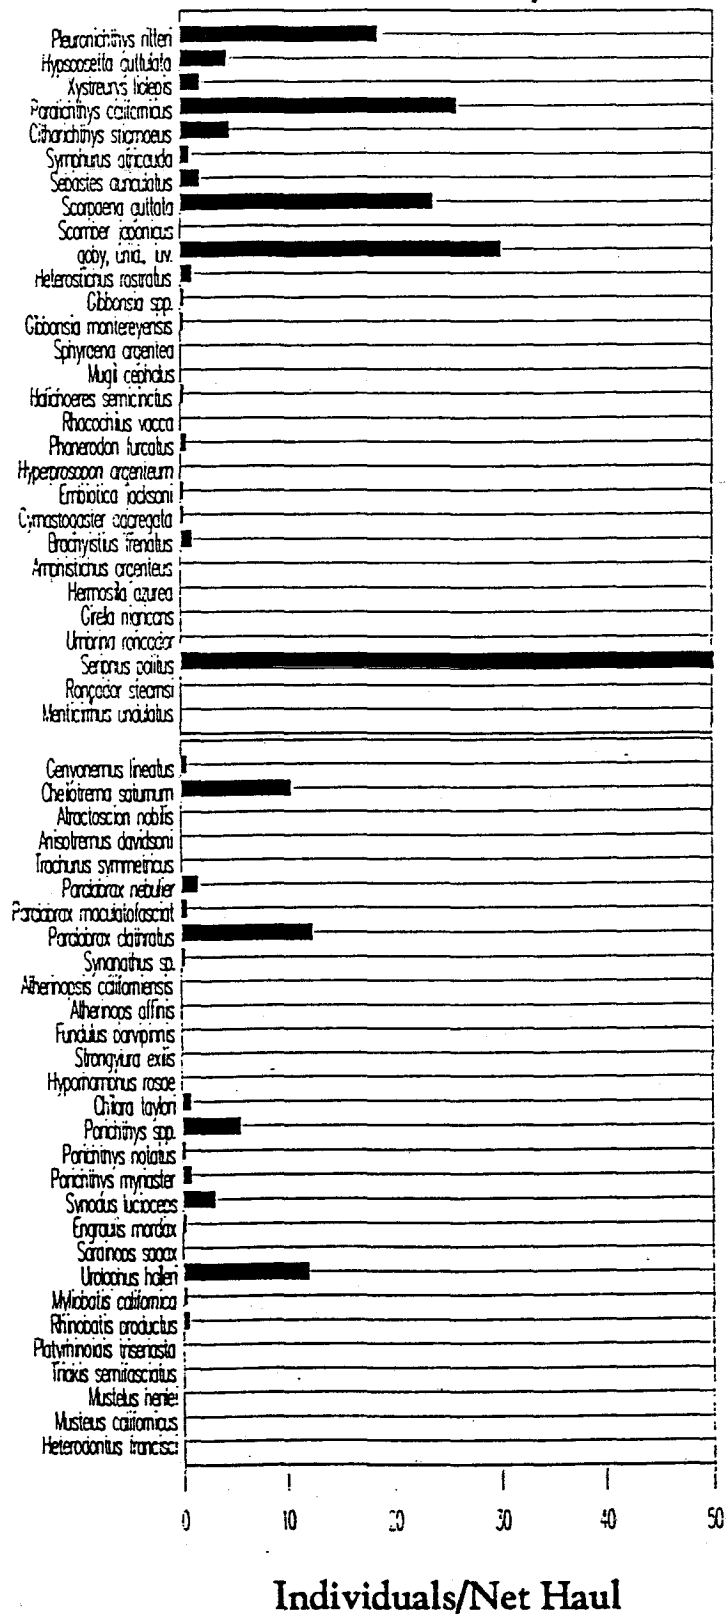 Pleuronichthys ritteri
Hypsopsetta guttulata
Xystreurys liolepis
Paralichthys californicus
Citharichthys stigmaeus
Symphurus atricauda
Sebastes auriculatus
Scorpaena guttata
Scomber japonicus
goby, unid., juv.
Heterostichus rostratus
Gibbonsia spp.
Gibbonsia montereyensis
Sphyraena argentea
Mugil cephalus
Halichoeres semicinctus
Rhacochilus vacca
Phanerodon furcatus
Hyperprosopon argenteum
Embiotica jacksoni
Cymatogaster aggregata
Brachyistius frenatus
Amphistichus argenteus
Hermosilla azurea
Girella nigricans
Umbrina roncador
Seriphus politus
Roncador stearnsi
Menticirrhus undulatus
Genyonemus lineatus
Cheilotrema saturnum
Atractoscion nobilis
Anisotremus davidsoni
Trachurus symmetricus
Paralabrax nebulifer
Paralabrax maculatofasciat
Paralabrax clathratus
Syngnathus sp.
Atherinopsis californiensis
Atherinops affinis
Fundulus parvipinnis
Strongylura exilis
Hyporhamphus rosae
Chilara taylori
Porichthys spp.
Porichthys notatus
Porichthys myriaster
Synodus lucioceps
Engraulis mordax
Sardinops sagax
Urolophus halleri
Myliobatis californica
Rhinobatis productus
Platyrhinoidis triseriata
Triakis semifasciatus
Mustelus henlei
Mustelus californicus
Heterodontus francisci
0 10 20 30 40 50
Individuals/Net Haul